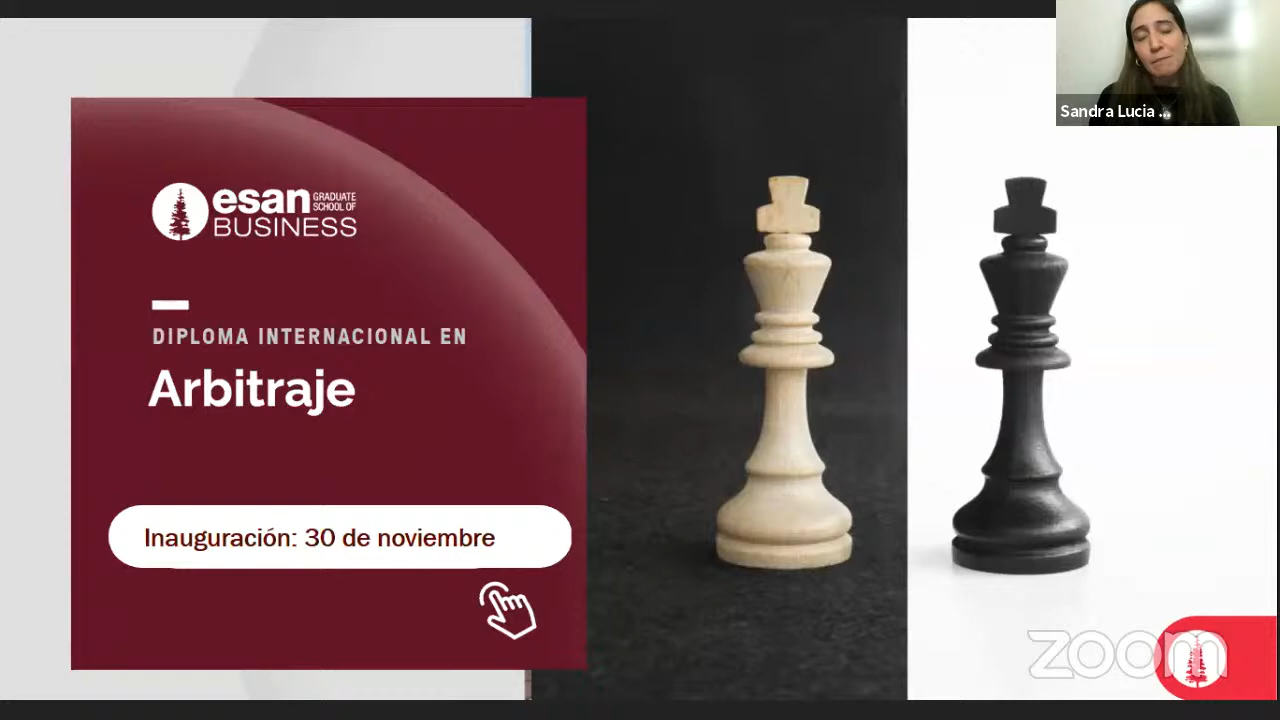 Sandra Lucia ...
esan GRADUATE SCHOOL OF
BUSINESS
DIPLOMA INTERNACIONAL EN
Arbitraje
Inauguración: 30 de noviembre
zoom